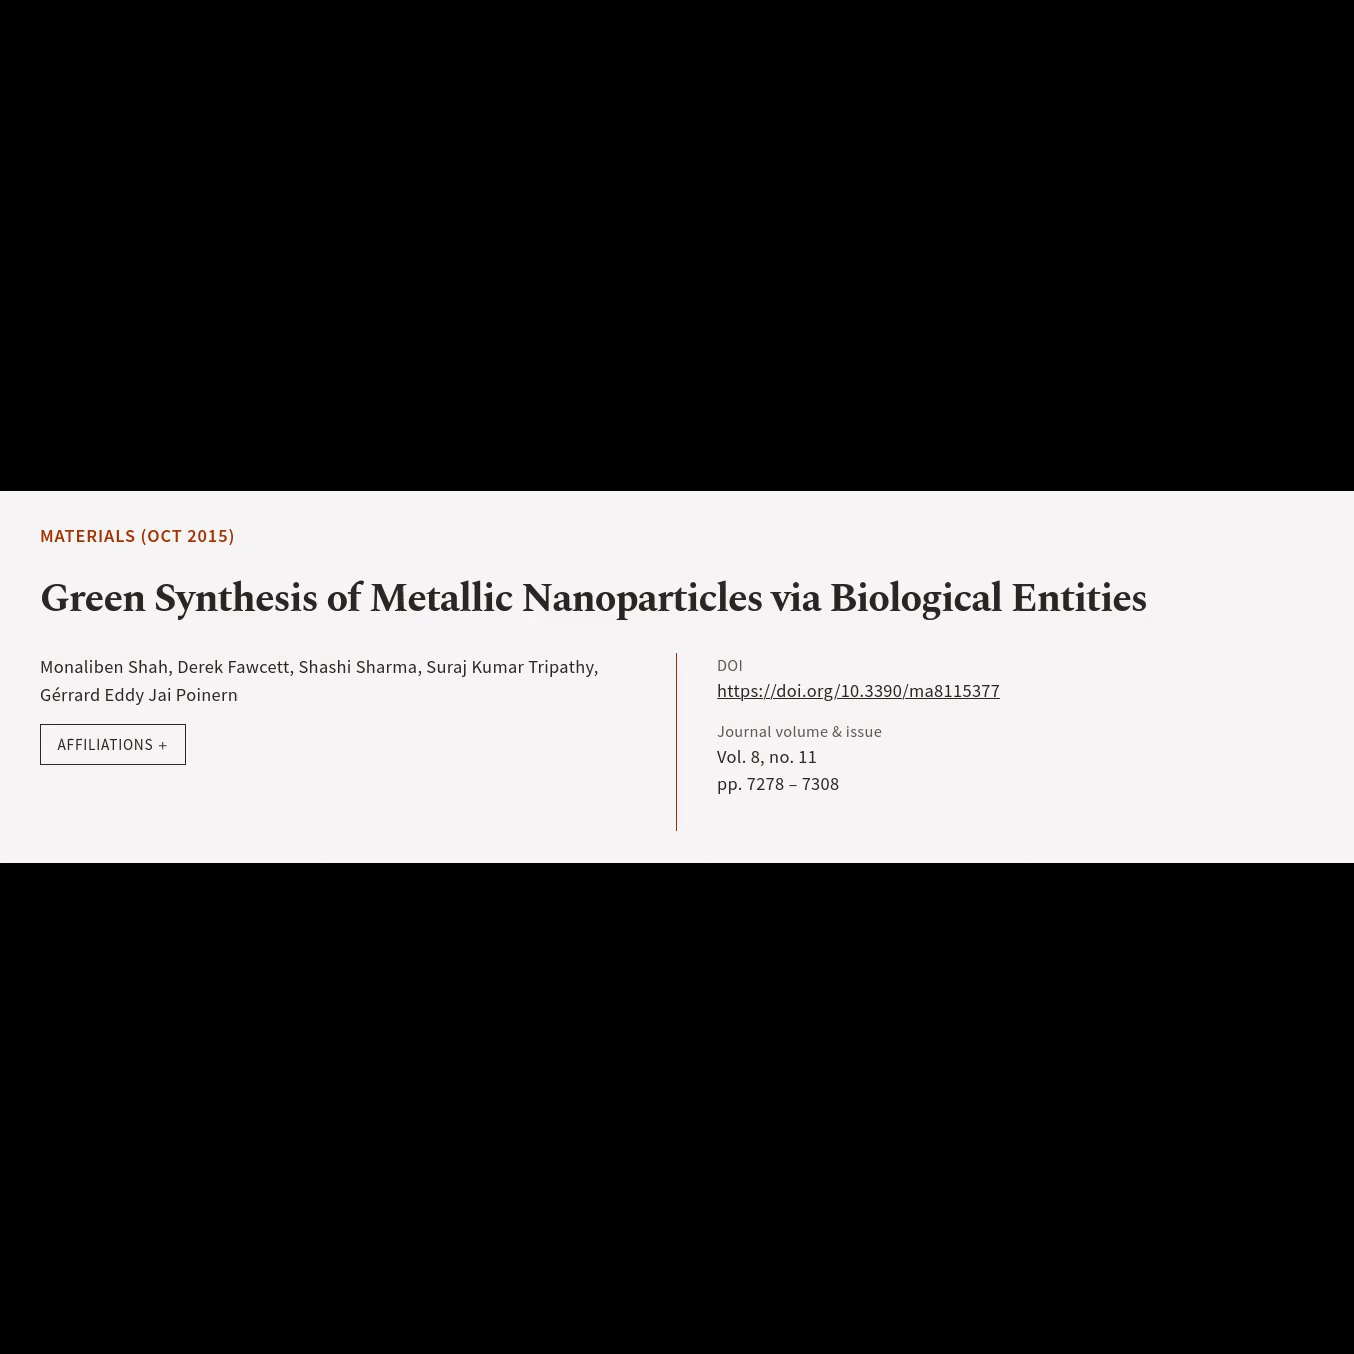 MATERIALS (OCT 2015)
Green Synthesis of Metallic Nanoparticles via Biological Entities
Monaliben Shah, Derek Fawcett, Shashi Sharma, Suraj Kumar Tripathy,
Gérrard Eddy Jai Poinern
AFFILIATIONS +
DOI
https://doi.org/10.3390/ma8115377
Journal volume & issue
Vol. 8, no. 11
pp. 7278 – 7308